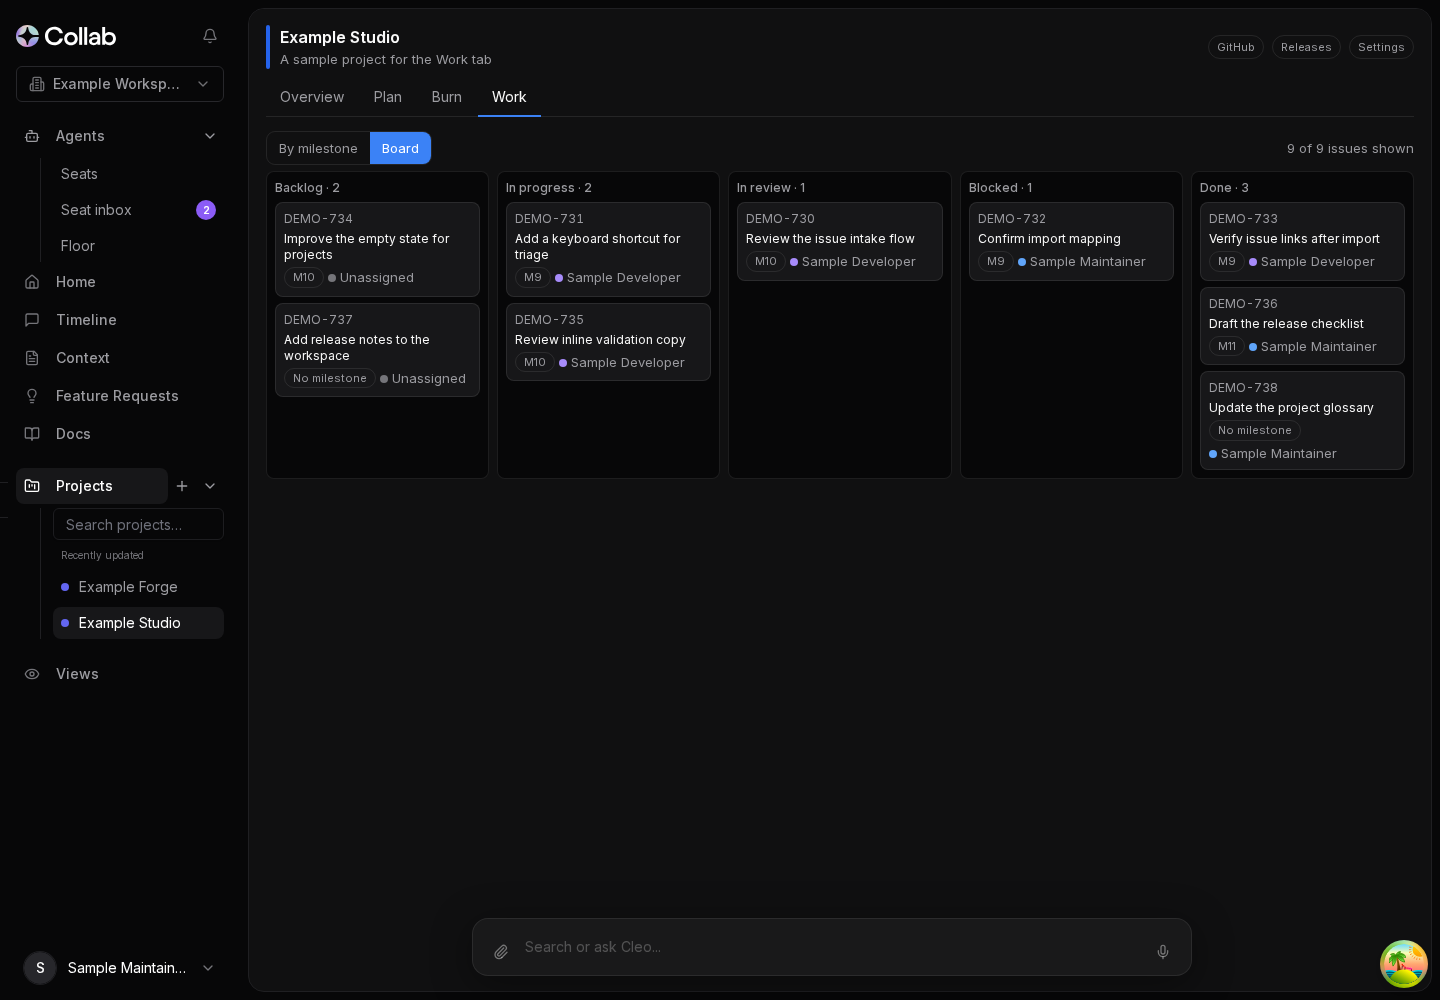 Collab
Example Worksp...
Agents
Seats
Seat inbox
2
Floor
Home
Timeline
Context
Feature Requests
Docs
Projects
Search projects...
Recently updated
Example Forge
Example Studio
Views
S
Sample Maintain...
Example Studio
A sample project for the Work tab
GitHub
Releases
Settings
Overview
Plan
Burn
Work
By milestone
Board
9 of 9 issues shown
Backlog · 2
DEMO-734
Improve the empty state for
projects
M10
Unassigned
DEMO-737
Add release notes to the
workspace
No milestone
Unassigned
In progress · 2
DEMO-731
Add a keyboard shortcut for
triage
M9
Sample Developer
DEMO-735
Review inline validation copy
M10
Sample Developer
In review · 1
DEMO-730
Review the issue intake flow
M10
Sample Developer
Blocked · 1
DEMO-732
Confirm import mapping
M9
Sample Maintainer
Done · 3
DEMO-733
Verify issue links after import
M9
Sample Developer
DEMO-736
Draft the release checklist
M11
Sample Maintainer
DEMO-738
Update the project glossary
No milestone
Sample Maintainer
Search or ask Cleo...